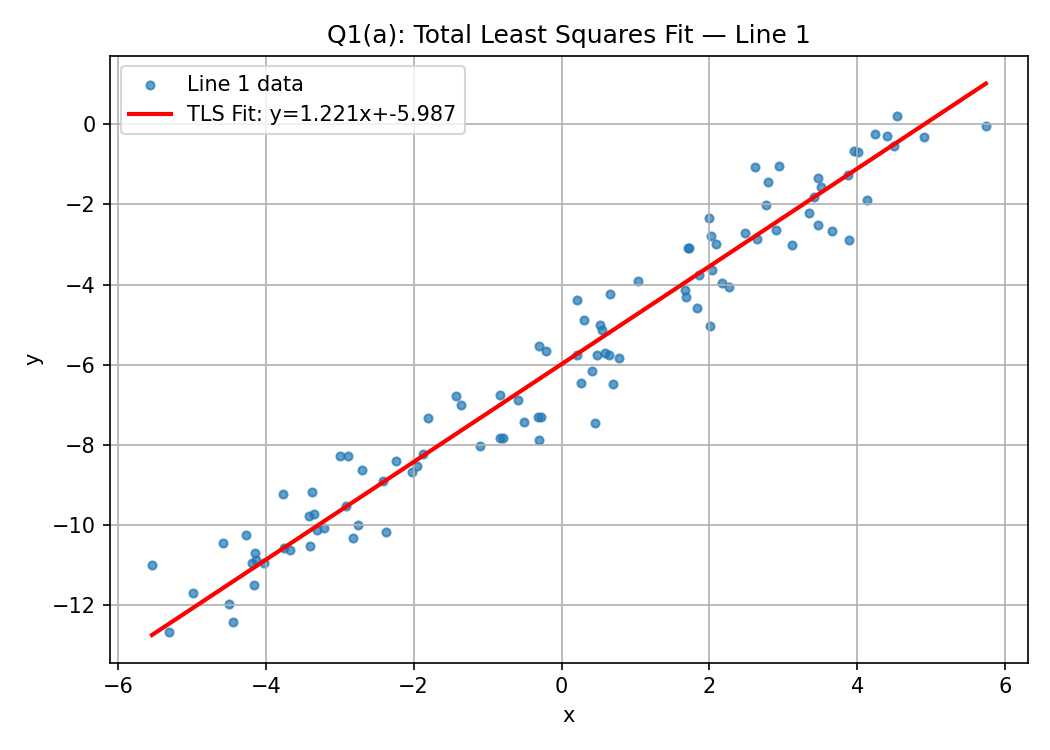 Q1(a): Total Least Squares Fit — Line 1
Line 1 data
TLS Fit: y=1.221x+-5.987
0
−2
−4
−6
−8
−10
−12
y
−6
−4
−2
0
2
4
6
x